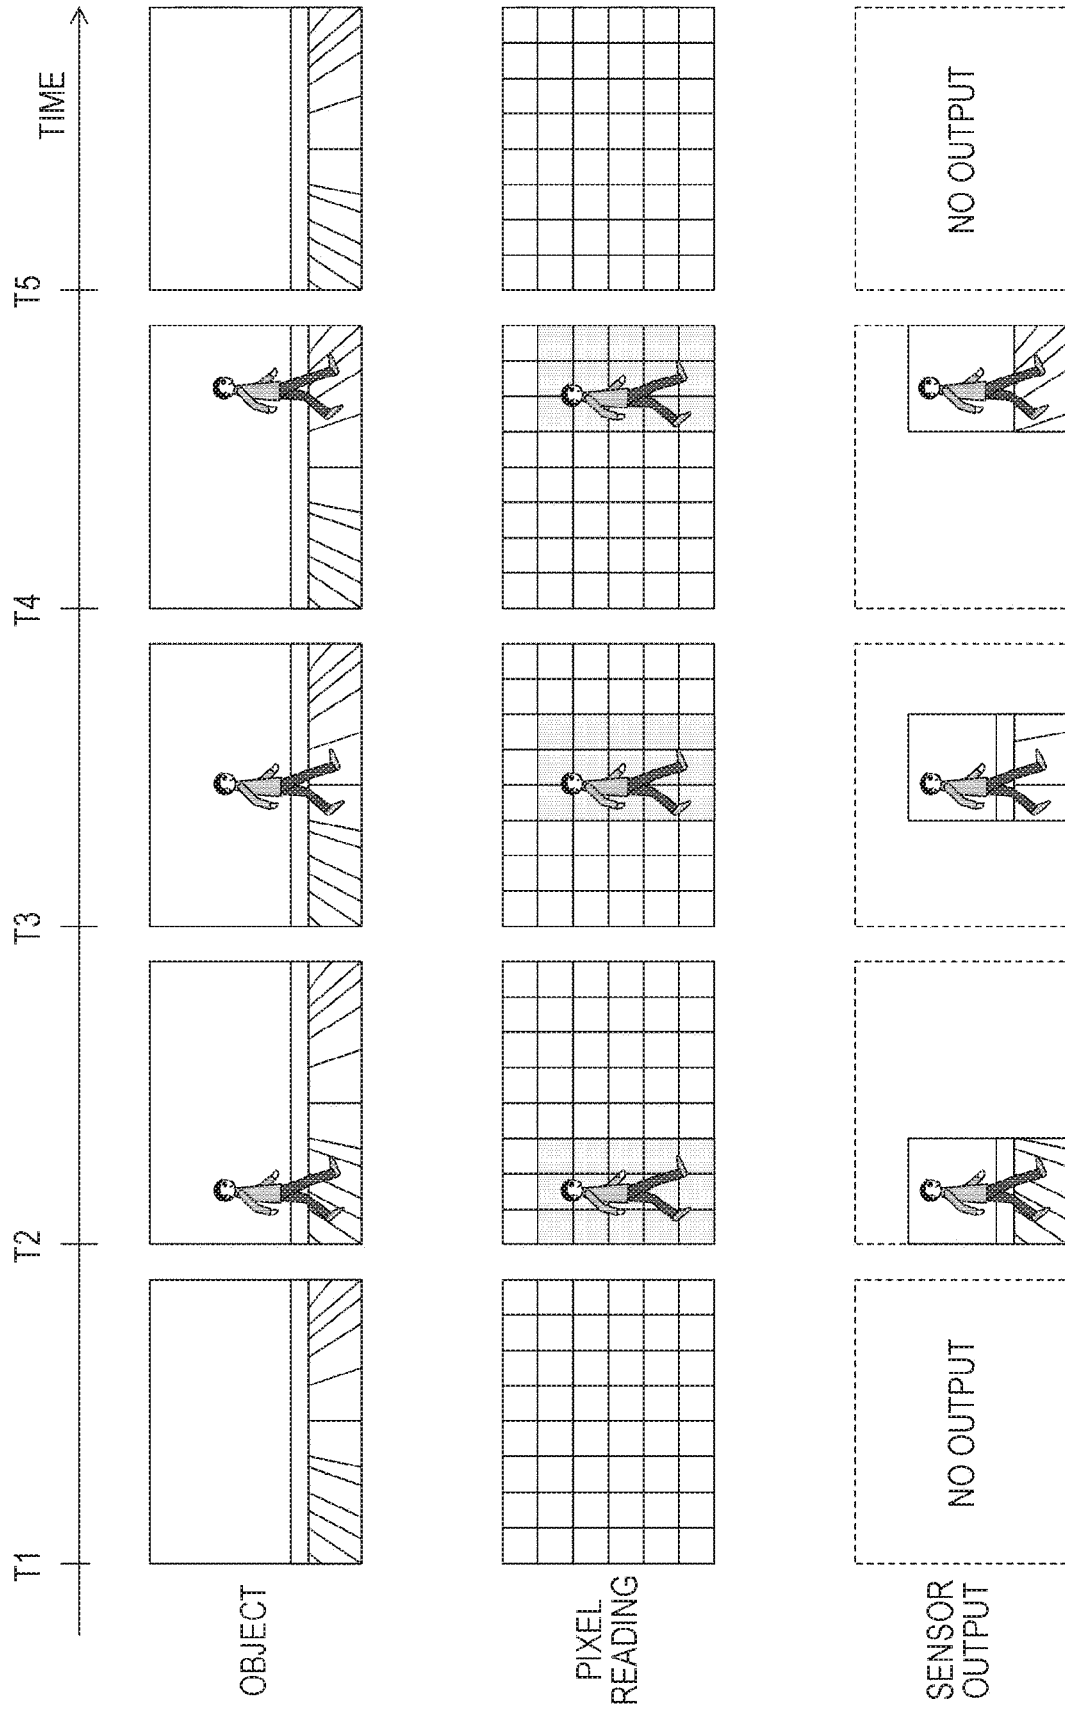 T1
T2
T3
T4
T5
TIME
OBJECT
PIXEL
READING
SENSOR
OUTPUT
NO OUTPUT
NO OUTPUT